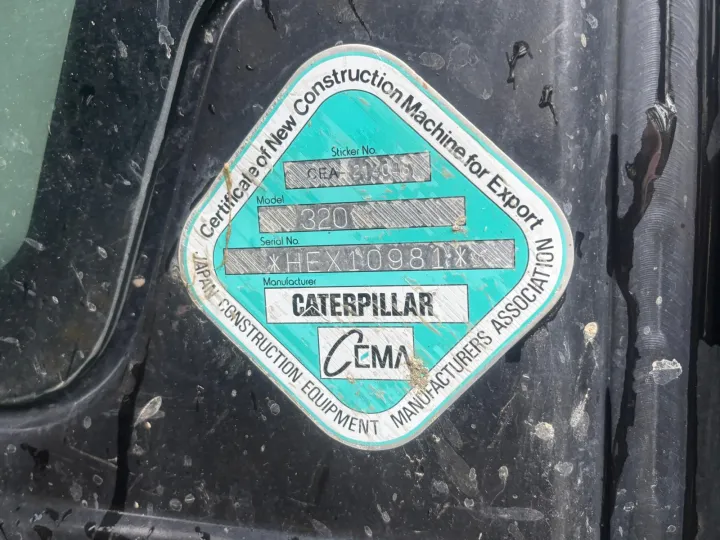 Certificate of New Construction Machine for Export
Sticker No.
CEA
Model
320
Serial No.
*HEX10981*
Manufacturer
CATERPILLAR
CEMA
JAPAN CONSTRUCTION EQUIPMENT MANUFACTURERS ASSOCIATION